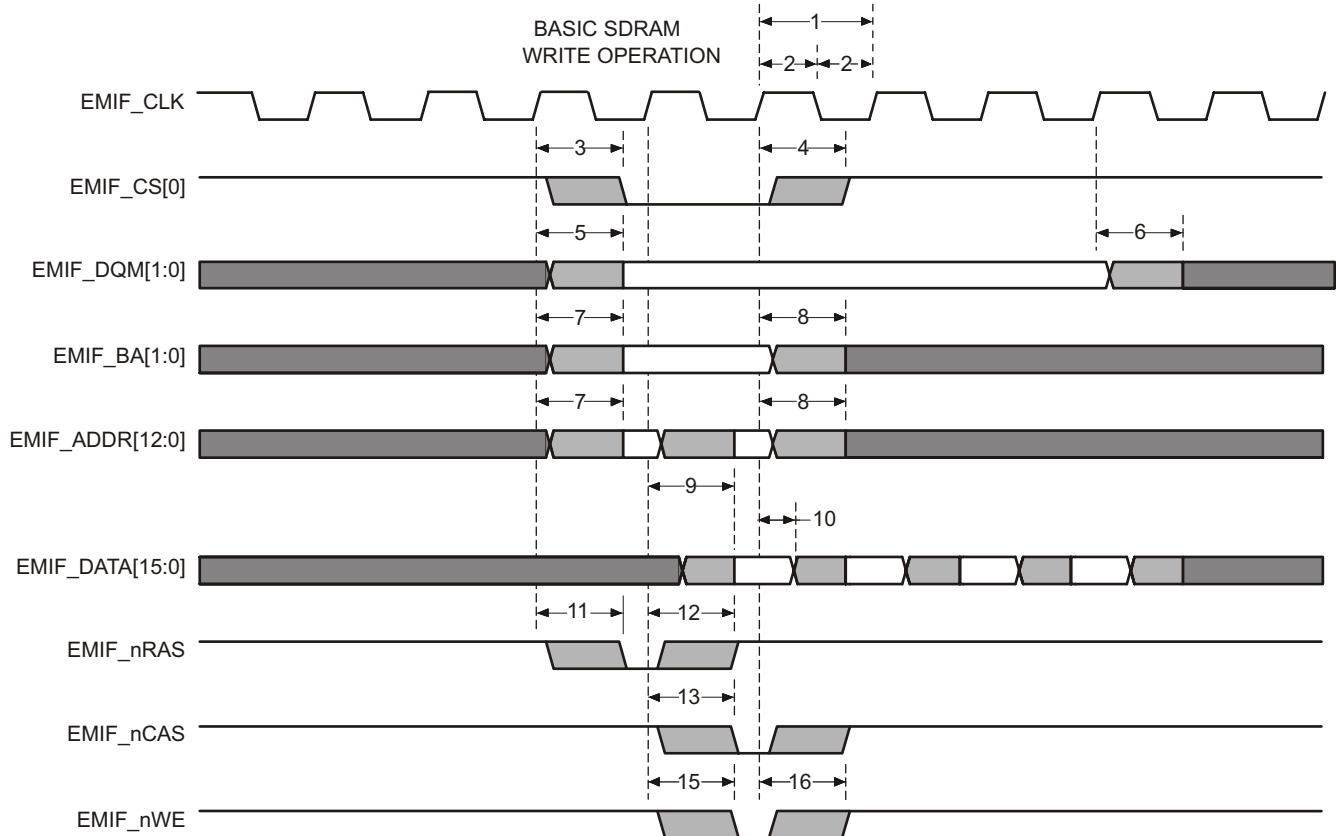 BASIC SDRAM
WRITE OPERATION
1
2 2
EMIF_CLK
3 4
EMIF_CS[0]
5 6
EMIF_DQM[1:0]
7 8
EMIF_BA[1:0]
7 8
EMIF_ADDR[12:0]
9
10
EMIF_DATA[15:0]
11 12
EMIF_nRAS
13
EMIF_nCAS
15 16
EMIF_nWE